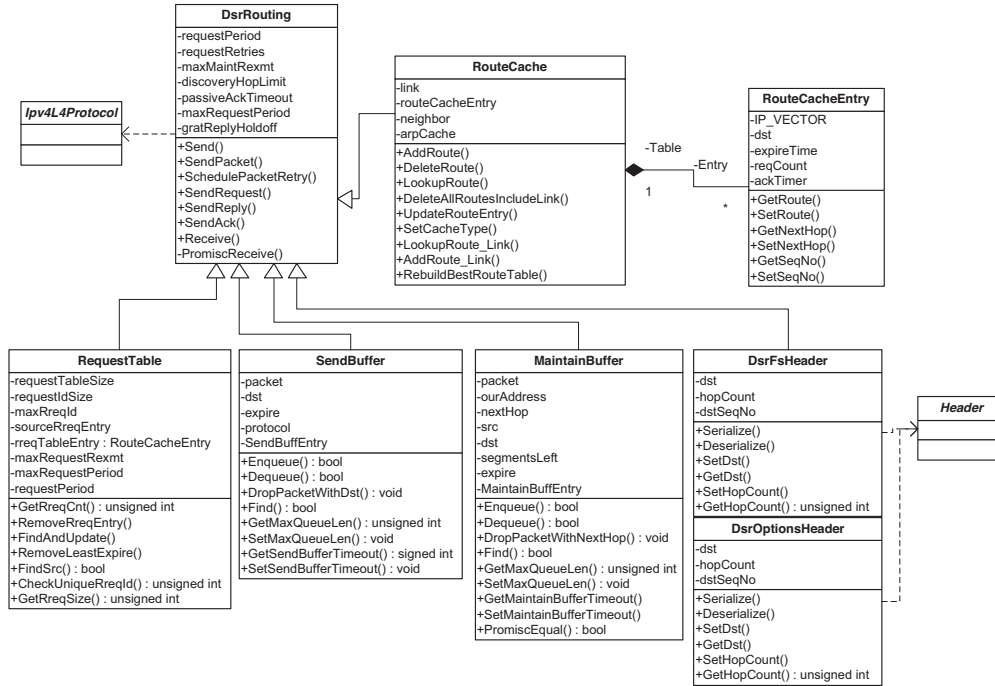 DsrRouting
-requestPeriod
-requestRetries
-maxMaintRexmt
-discoveryHopLimit
-passiveAckTimeout
-maxRequestPeriod
-gratReplyHoldoff
+Send()
+SendPacket()
+SchedulePacketRetry()
+SendRequest()
+SendReply()
+SendAck()
+Receive()
-PromiscReceive()
Ipv4L4Protocol
RouteCache
-link
-routeCacheEntry
-neighbor
-arpCache
+AddRoute()
+DeleteRoute()
+LookupRoute()
+DeleteAllRoutesIncludeLink()
+UpdateRouteEntry()
+SetCacheType()
+LookupRoute_Link()
+AddRoute_Link()
+RebuildBestRouteTable()
-Table
-Entry
1
*
RouteCacheEntry
-IP_VECTOR
-dst
-expireTime
-reqCount
-ackTimer
+GetRoute()
+SetRoute()
+GetNextHop()
+SetNextHop()
+GetSeqNo()
+SetSeqNo()
RequestTable
-requestTableSize
-requestIdSize
-maxRreqId
-sourceRreqEntry
-rreqTableEntry : RouteCacheEntry
-maxRequestRexmt
-maxRequestPeriod
-requestPeriod
+GetRreqCnt() : unsigned int
+RemoveRreqEntry()
+FindAndUpdate()
+RemoveLeastExpire()
+FindSrc() : bool
+CheckUniqueRreqId() : unsigned int
+GetRreqSize() : unsigned int
SendBuffer
-packet
-dst
-expire
-protocol
-SendBuffEntry
+Enqueue() : bool
+Dequeue() : bool
+DropPacketWithDst() : void
+Find() : bool
+GetMaxQueueLen() : unsigned int
+SetMaxQueueLen() : void
+GetSendBufferTimeout() : signed int
+SetSendBufferTimeout() : void
MaintainBuffer
-packet
-ourAddress
-nextHop
-src
-dst
-segmentsLeft
-expire
-MaintainBuffEntry
+Enqueue() : bool
+Dequeue() : bool
+DropPacketWithNextHop() : void
+Find() : bool
+GetMaxQueueLen() : unsigned int
+SetMaxQueueLen() : void
+GetMaintainBufferTimeout()
+SetMaintainBufferTimeout()
+PromiscEqual() : bool
DsrFsHeader
-dst
-hopCount
-dstSeqNo
+Serialize()
+Deserialize()
+SetDst()
+GetDst()
+SetHopCount()
+GetHopCount() : unsigned int
DsrOptionsHeader
-dst
-hopCount
-dstSeqNo
+Serialize()
+Deserialize()
+SetDst()
+GetDst()
+SetHopCount()
+GetHopCount() : unsigned int
Header